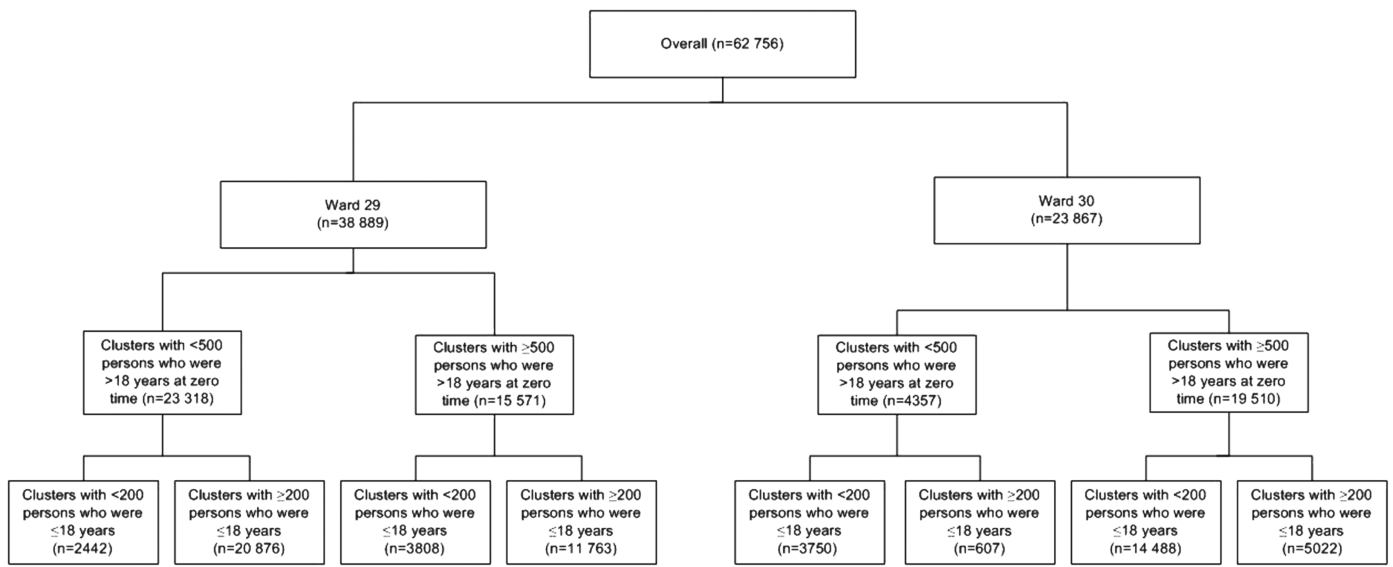 Overall (n=62 756)
Ward 29
(n=38 889)
Ward 30
(n=23 867)
Clusters with <500
persons who were
>18 years at zero
time (n=23 318)
Clusters with ≥500
persons who were
>18 years at zero
time (n=15 571)
Clusters with <500
persons who were
>18 years at zero
time (n=4357)
Clusters with ≥500
persons who were
>18 years at zero
time (n=19 510)
Clusters with <200
persons who were
≤18 years
(n=2442)
Clusters with ≥200
persons who were
≤18 years
(n=20 876)
Clusters with <200
persons who were
≤18 years
(n=3808)
Clusters with ≥200
persons who were
≤18 years
(n=11 763)
Clusters with <200
persons who were
≤18 years
(n=3750)
Clusters with ≥200
persons who were
≤18 years
(n=607)
Clusters with <200
persons who were
≤18 years
(n=14 488)
Clusters with ≥200
persons who were
≤18 years
(n=5022)